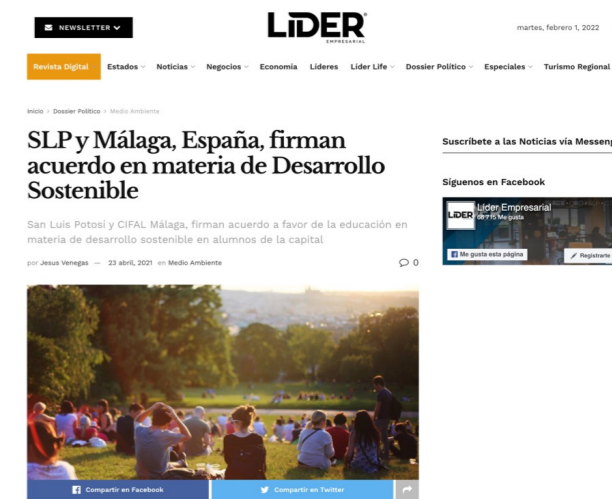 NEWSLETTER
LÍDER
EMPRESARIAL
martes, febrero 1, 2022
Revista Digital Estados Noticias Negocios Economía Líderes Líder Life Dossier Político Especiales Turismo Regional
Inicio > Dossier Político > Medio Ambiente
SLP y Málaga, España, firman
acuerdo en materia de Desarrollo
Sostenible
San Luis Potosí y CIFAL Málaga, firman acuerdo a favor de la educación en
materia de desarrollo sostenible en alumnos de la capital
por Jesus Venegas — 23 abril, 2021 en Medio Ambiente
0
Suscríbete a las Noticias vía Messeng
Síguenos en Facebook
LÍDER
Líder Empresarial
Me gusta
Me gusta esta página
Registrarte
Compartir en Facebook
Compartir en Twitter